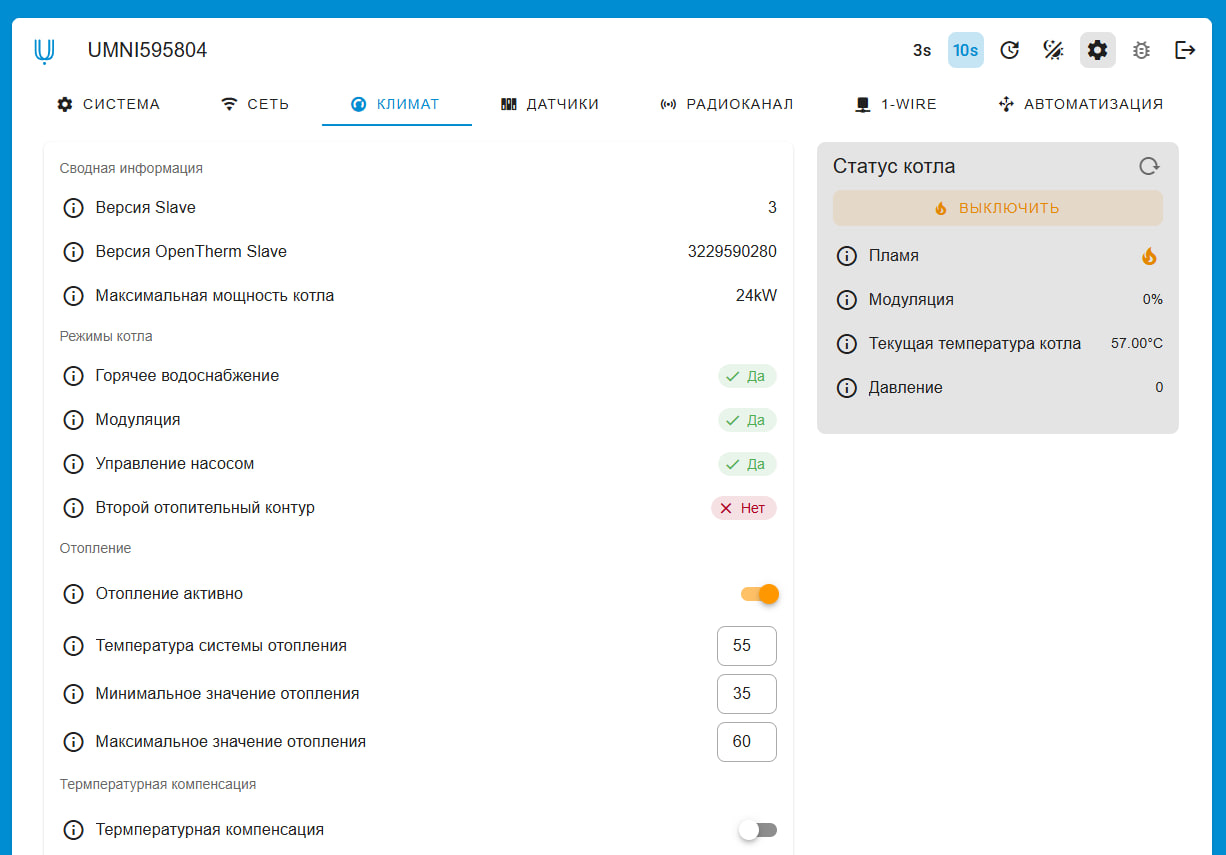 UMNI595804
3s 10s
СИСТЕМА СЕТЬ КЛИМАТ ДАТЧИКИ РАДИОКАНАЛ 1-WIRE АВТОМАТИЗАЦИЯ
Сводная информация
Версия Slave 3
Версия OpenTherm Slave 3229590280
Максимальная мощность котла 24kW
Режимы котла
Горячее водоснабжение Да
Модуляция Да
Управление насосом Да
Второй отопительный контур Нет
Отопление
Отопление активно
Температура системы отопления 55
Минимальное значение отопления 35
Максимальное значение отопления 60
Термпературная компенсация
Термпературная компенсация
Статус котла
ВЫКЛЮЧИТЬ
Пламя
Модуляция 0%
Текущая температура котла 57.00°C
Давление 0